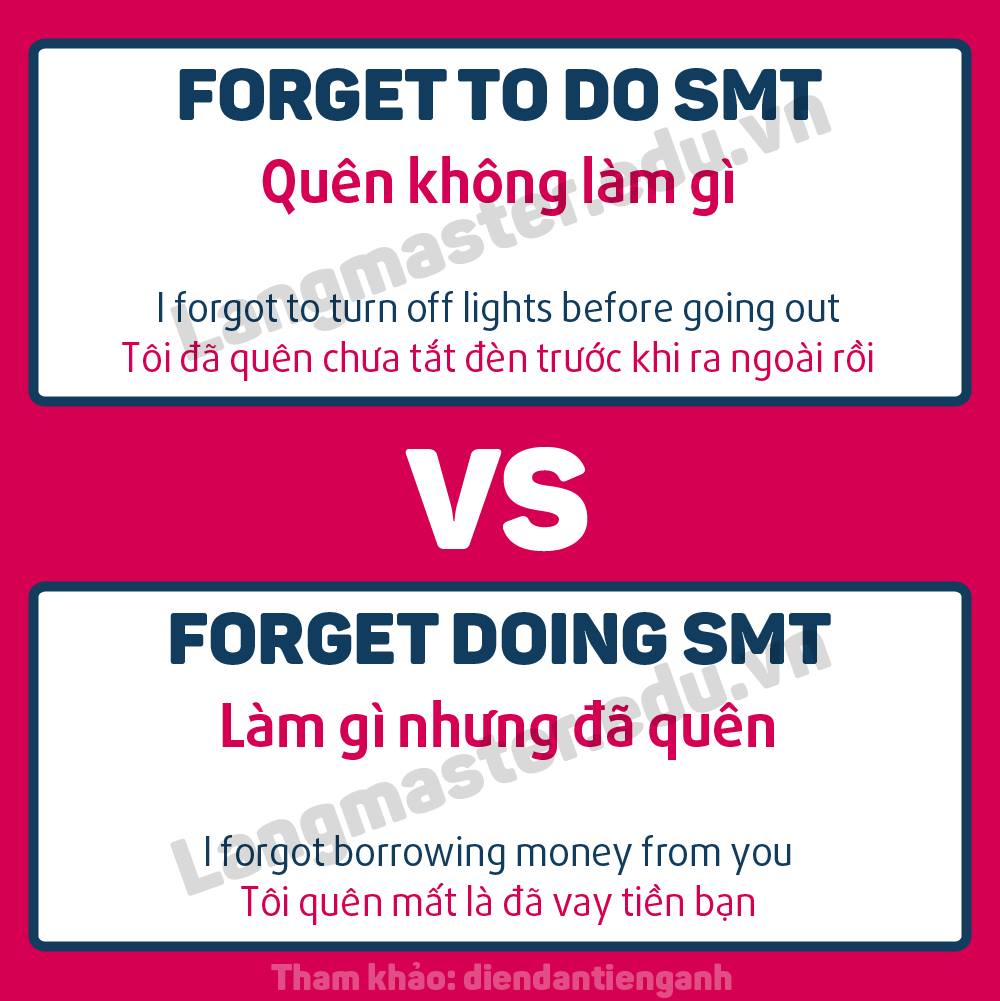 FORGET TO DO SMT
Quên không làm gì
I forgot to turn off lights before going out
Tôi đã quên chưa tắt đèn trước khi ra ngoài rồi
Langmaster.edu.vn
VS
FORGET DOING SMT
Làm gì nhưng đã quên
I forgot borrowing money from you
Tôi quên mất là đã vay tiền bạn
Langmaster.edu.vn
Tham khảo: diendantienganh